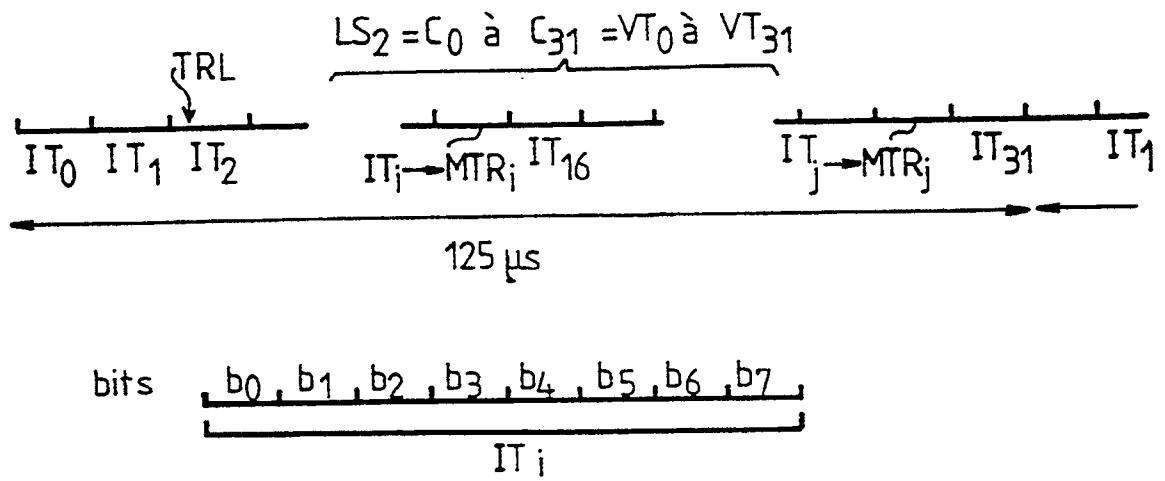 LS2 = C0 à C31 = VT0 à VT31
TRL
IT0 IT1 IT2 ITi → MTRi IT16 ITj → MTRj IT31 IT1
125 µs
bits b0 b1 b2 b3 b4 b5 b6 b7
ITi